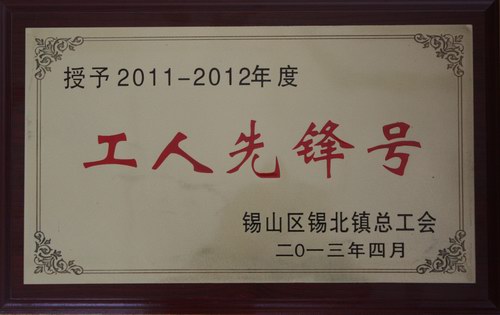 授予2011-2012年度
工人先锋号
锡山区锡北镇总工会
二〇一三年四月